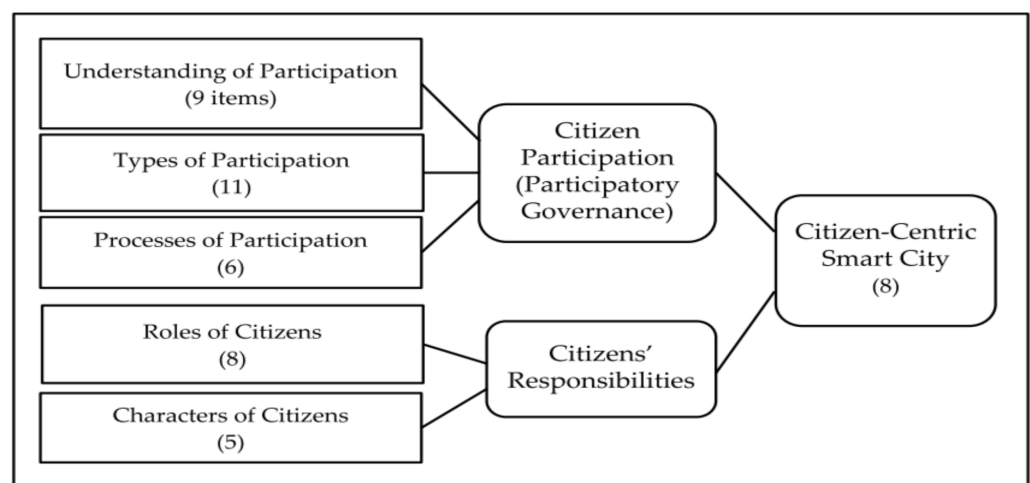 Understanding of Participation
(9 items)
Types of Participation
(11)
Processes of Participation
(6)
Roles of Citizens
(8)
Characters of Citizens
(5)
Citizen
Participation
(Participatory
Governance)
Citizens’
Responsibilities
Citizen-Centric
Smart City
(8)